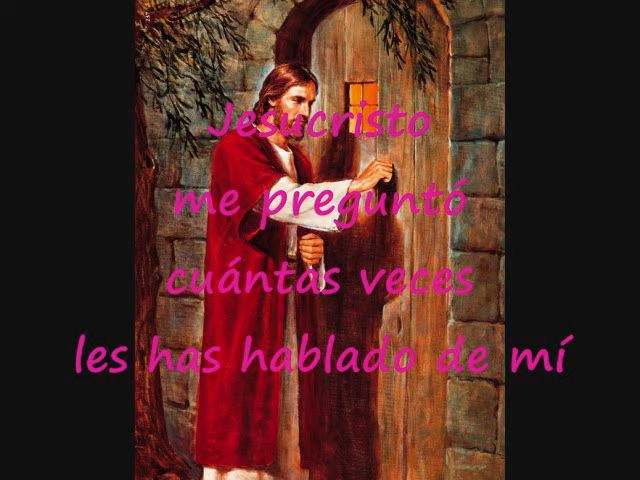 Jesucristo
me preguntó
cuántas veces
les has hablado de mí